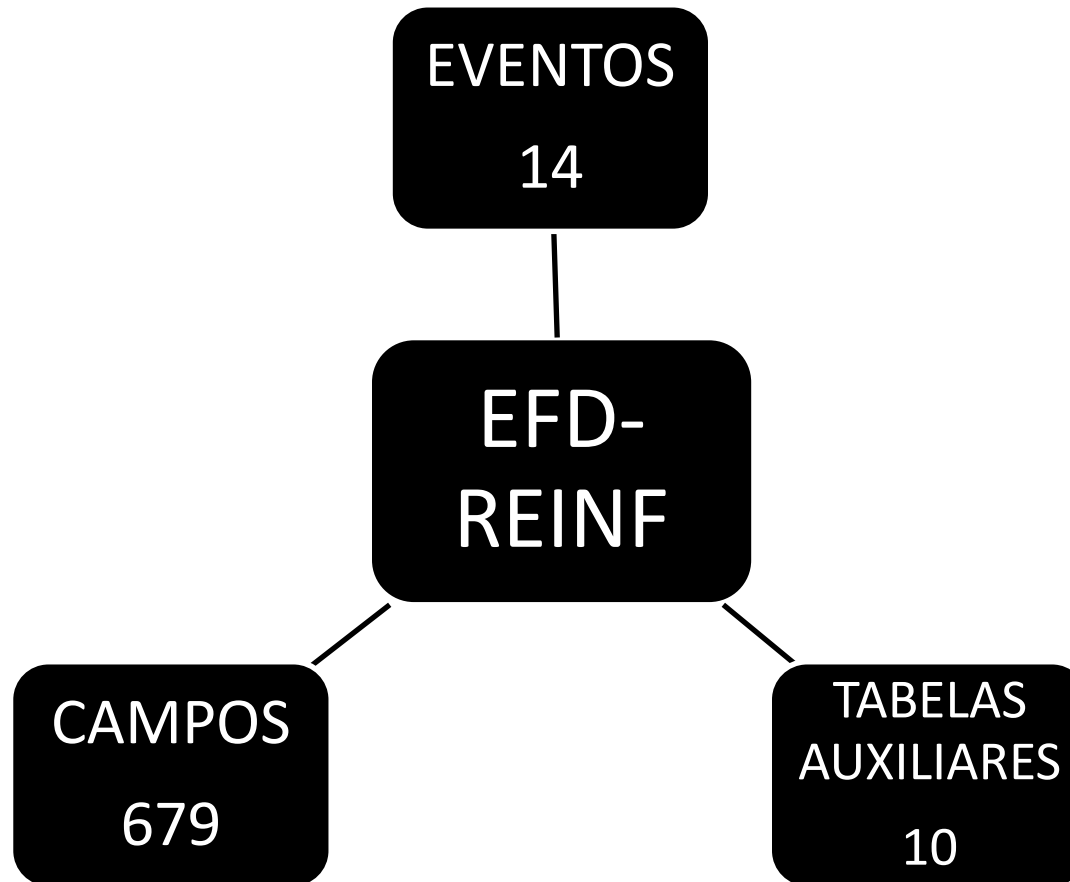 EVENTOS
14
EFD-
REINF
CAMPOS
679
TABELAS
AUXILIARES
10